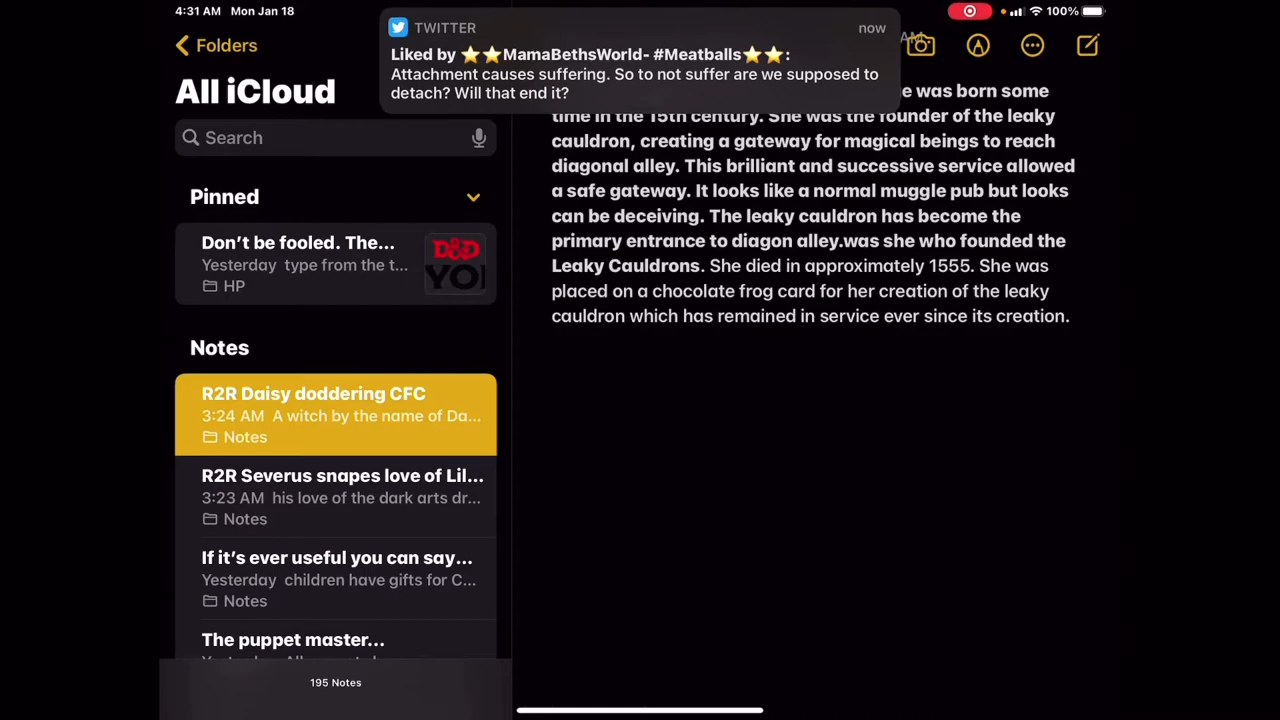 4:31 AM Mon Jan 18
100%
TWITTER
now
Liked by ⭐⭐MamaBethsWorld- #Meatballs⭐⭐:
Attachment causes suffering. So to not suffer are we supposed to
detach? Will that end it?
AM
Folders
All iCloud
Search
Pinned
Don’t be fooled. The...
Yesterday type from the t...
HP
D&D
Notes
R2R Daisy doddering CFC
3:24 AM A witch by the name of Da...
Notes
R2R Severus snapes love of Lil...
3:23 AM his love of the dark arts dr...
Notes
If it’s ever useful you can say...
Yesterday children have gifts for C...
Notes
The puppet master...
195 Notes
e was born some
time in the 15th century. She was the founder of the leaky
cauldron, creating a gateway for magical beings to reach
diagonal alley. This brilliant and successive service allowed
a safe gateway. It looks like a normal muggle pub but looks
can be deceiving. The leaky cauldron has become the
primary entrance to diagon alley.was she who founded the
Leaky Cauldrons. She died in approximately 1555. She was
placed on a chocolate frog card for her creation of the leaky
cauldron which has remained in service ever since its creation.